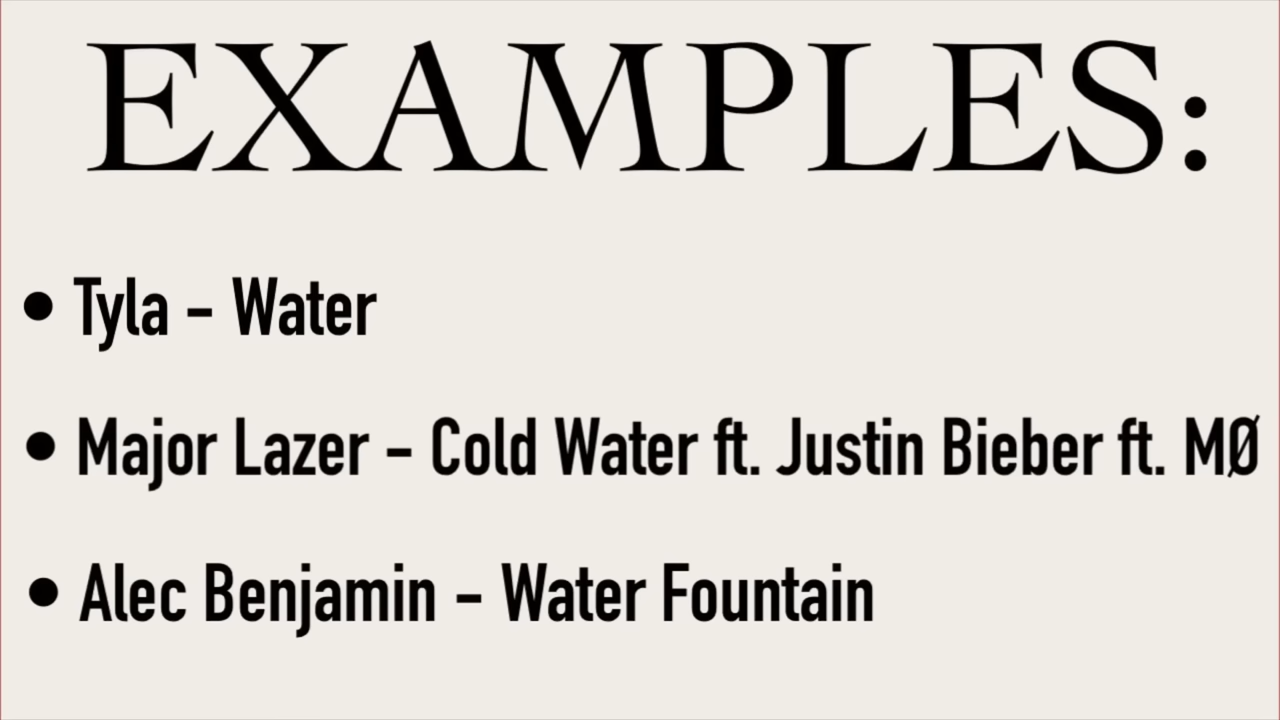 EXAMPLES:
• Tyla - Water
• Major Lazer - Cold Water ft. Justin Bieber ft. MØ
• Alec Benjamin - Water Fountain